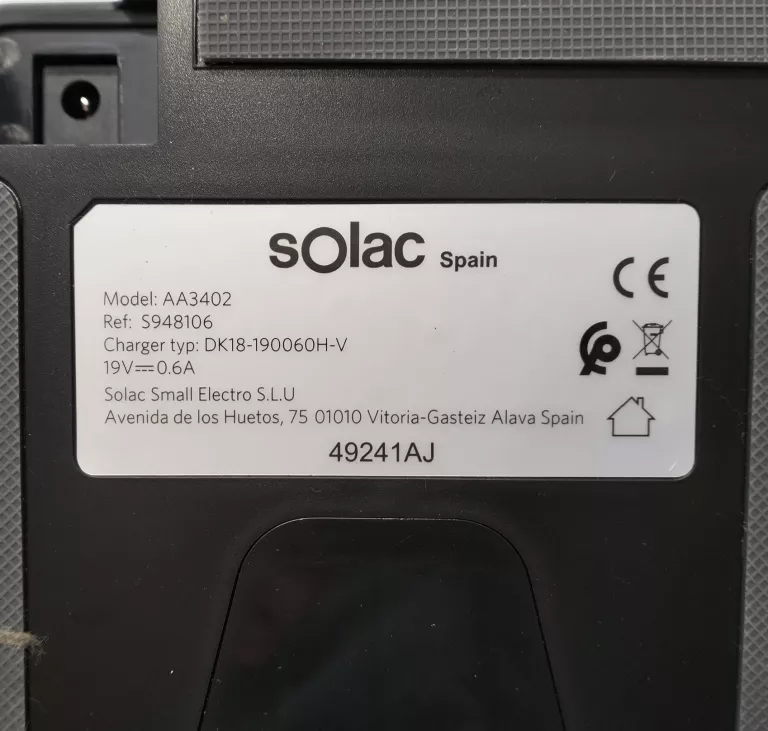 solac Spain
Model: AA3402
Ref: S948106
Charger typ: DK18-190060H-V
19V⎓0.6A
Solac Small Electro S.L.U
Avenida de los Huetos, 75 01010 Vitoria-Gasteiz Alava Spain
49241AJ
CE